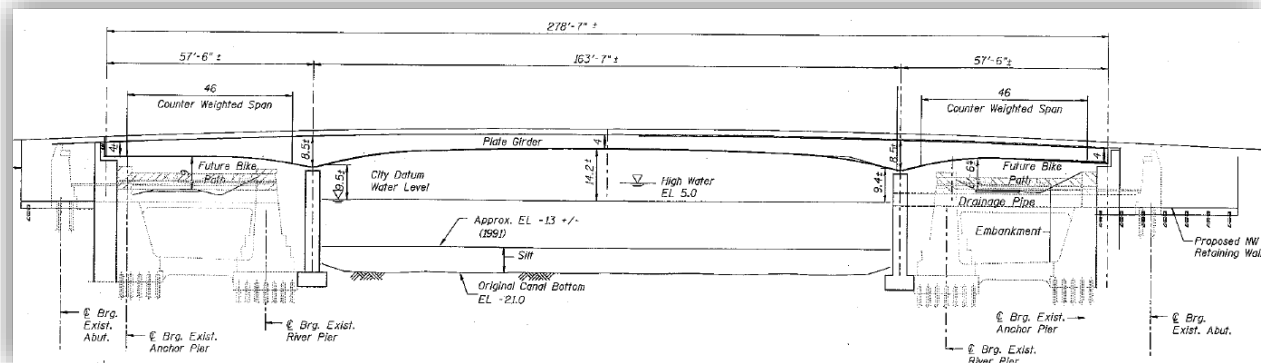 278'-7" ±
57'-6" ±
163'-7" ±
57'-6" ±
46
Counter Weighted Span
46
Counter Weighted Span
4
8.5±
Plate Girder
4
8.5±
4
Future Bike
Path
9.5±
City Datum
Water Level
14.2±
High Water
EL 5.0
9.4±
6'
Future Bike
Path
Drainage Pipe
Approx. EL -13 +/-
(1991)
Silt
Embankment
Proposed NW
Retaining Wall
Original Canal Bottom
EL -21.0
℄ Brg.
Exist.
Abut.
℄ Brg. Exist.
Anchor Pier
℄ Brg. Exist.
River Pier
℄ Brg. Exist.
Anchor Pier
℄ Brg. Exist.
River Pier
℄ Brg.
Exist. Abut.